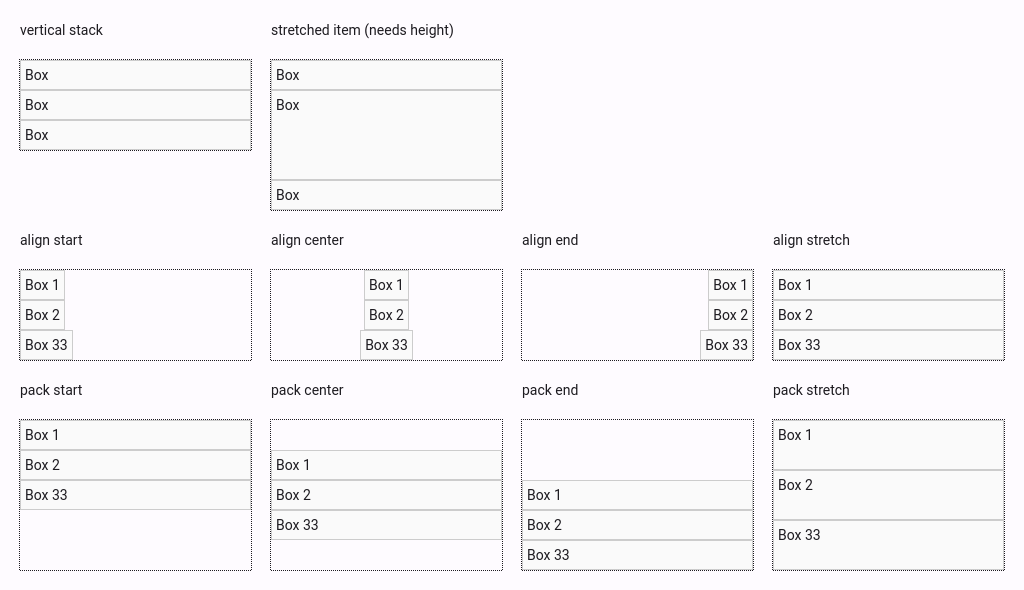 vertical stack
Box
Box
Box
stretched item (needs height)
Box
Box
Box
align start
Box 1
Box 2
Box 33
align center
Box 1
Box 2
Box 33
align end
Box 1
Box 2
Box 33
align stretch
Box 1
Box 2
Box 33
pack start
Box 1
Box 2
Box 33
pack center
Box 1
Box 2
Box 33
pack end
Box 1
Box 2
Box 33
pack stretch
Box 1
Box 2
Box 33